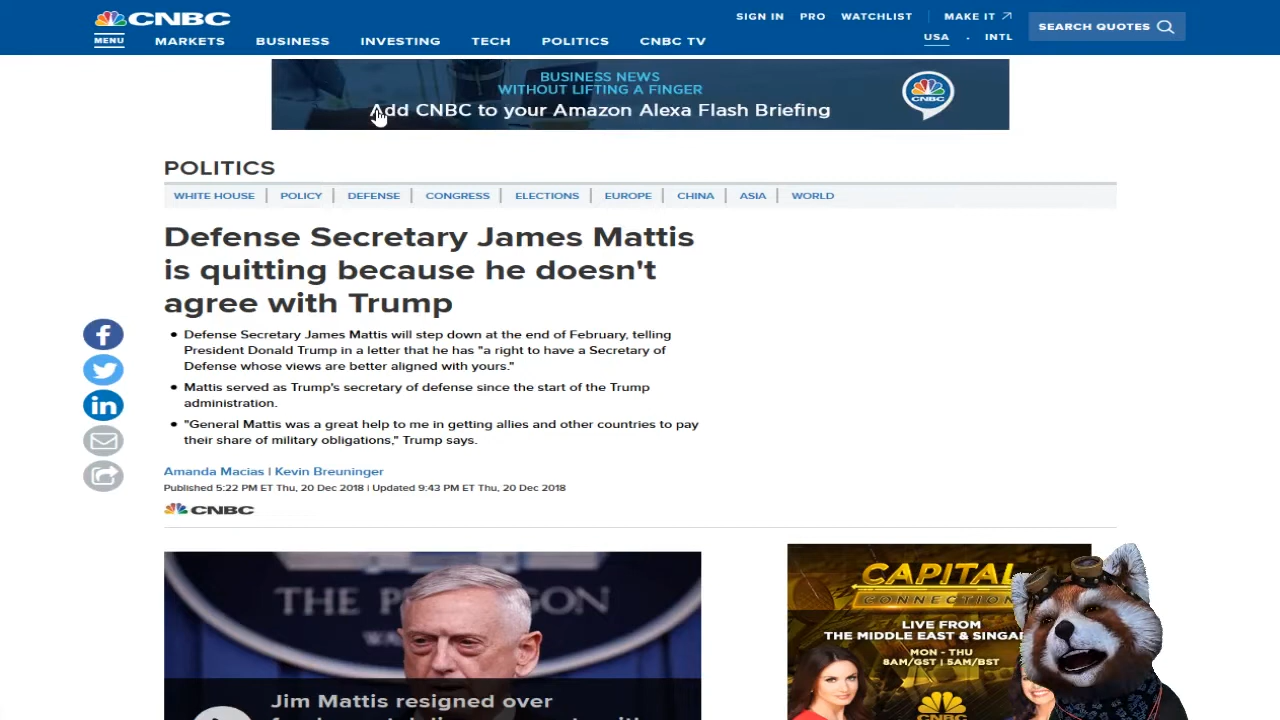 CNBC
SIGN IN PRO WATCHLIST MAKE IT
SEARCH QUOTES
USA · INTL
MENU
MARKETS BUSINESS INVESTING TECH POLITICS CNBC TV
BUSINESS NEWS
WITHOUT LIFTING A FINGER
Add CNBC to your Amazon Alexa Flash Briefing
CNBC
POLITICS
WHITE HOUSE | POLICY | DEFENSE | CONGRESS | ELECTIONS | EUROPE | CHINA | ASIA | WORLD
Defense Secretary James Mattis
is quitting because he doesn't
agree with Trump
• Defense Secretary James Mattis will step down at the end of February, telling
President Donald Trump in a letter that he has "a right to have a Secretary of
Defense whose views are better aligned with yours."
• Mattis served as Trump's secretary of defense since the start of the Trump
administration.
• "General Mattis was a great help to me in getting allies and other countries to pay
their share of military obligations," Trump says.
Amanda Macias | Kevin Breuninger
Published 5:22 PM ET Thu, 20 Dec 2018 | Updated 9:43 PM ET Thu, 20 Dec 2018
CNBC
THE P GON
WA
Jim Mattis resigned over
CAPITAL
CONNECTION
LIVE FROM
THE MIDDLE EAST & SINGA
MON - THU
8AM/GST | 5AM/BST
CNBC